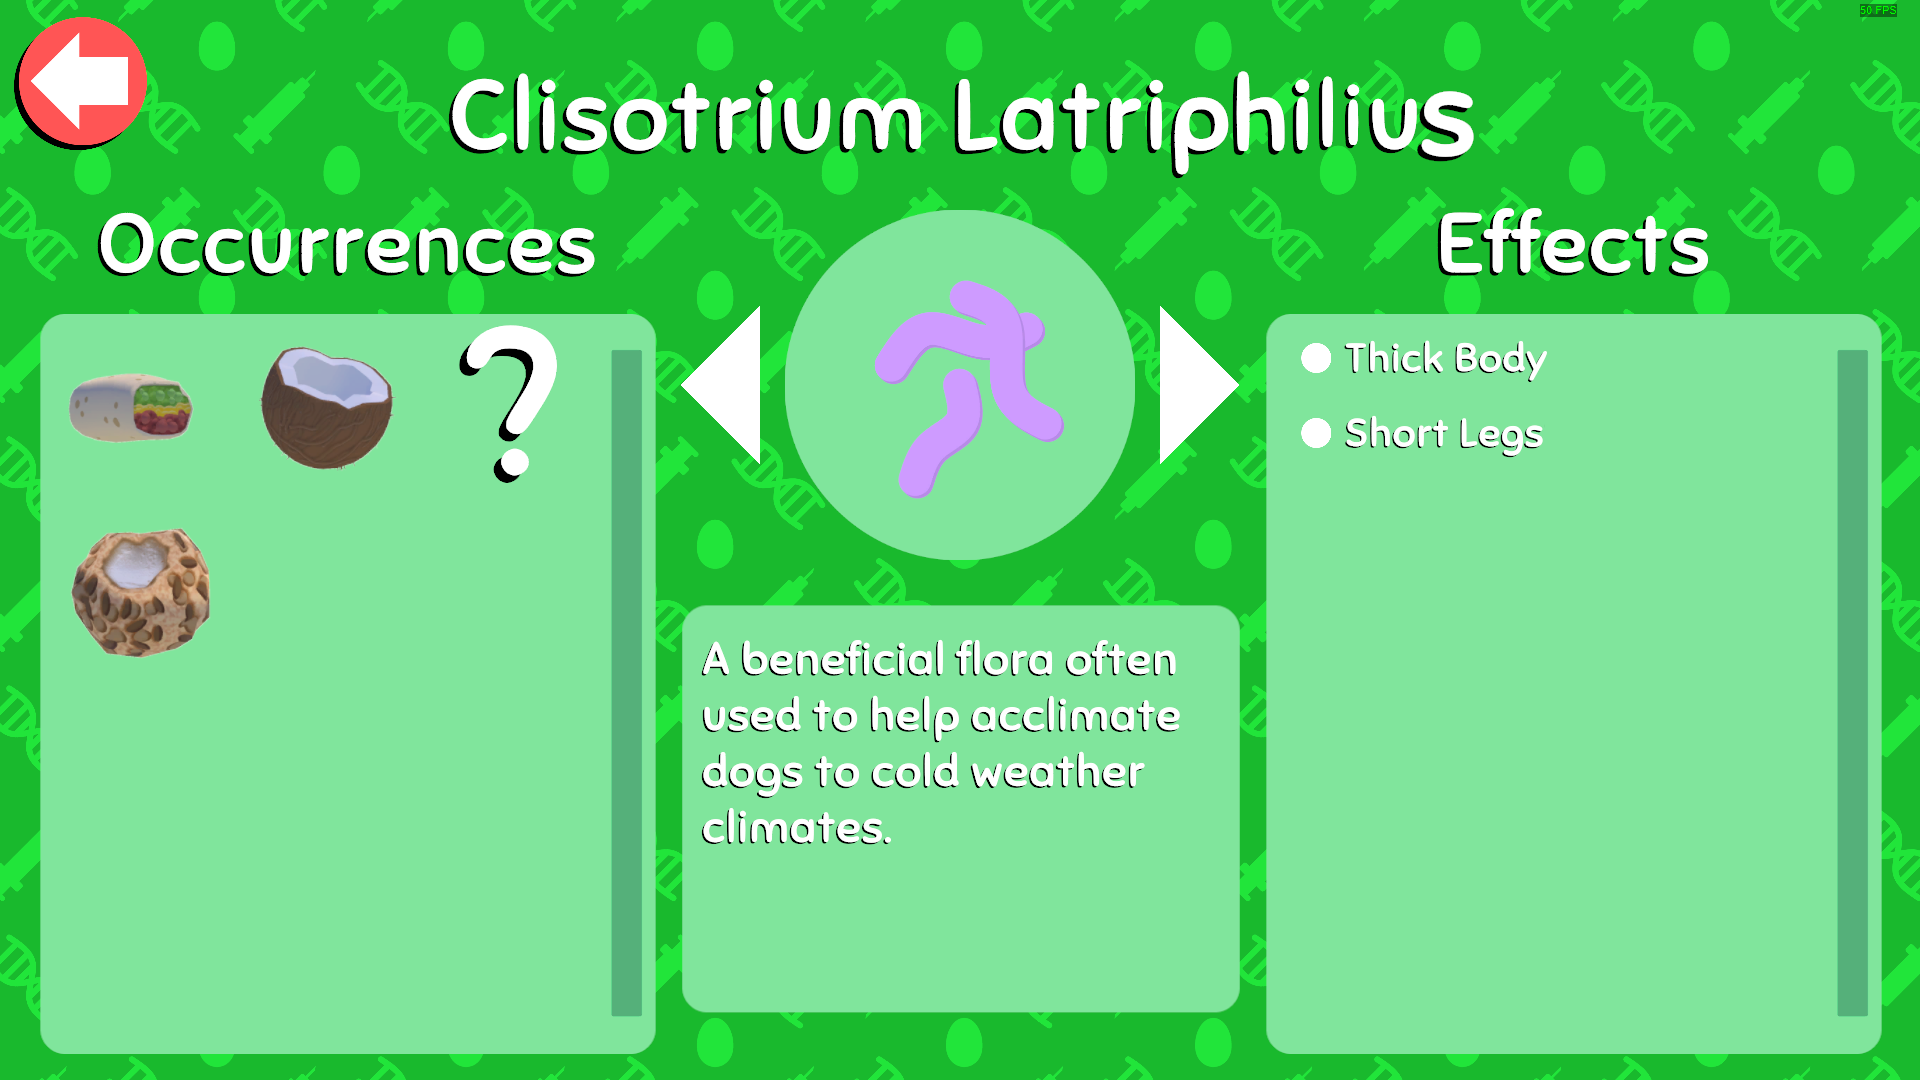 50 FPS
Clisotrium Latriphilius
Occurrences
Effects
?
Thick Body
Short Legs
A beneficial flora often
used to help acclimate
dogs to cold weather
climates.